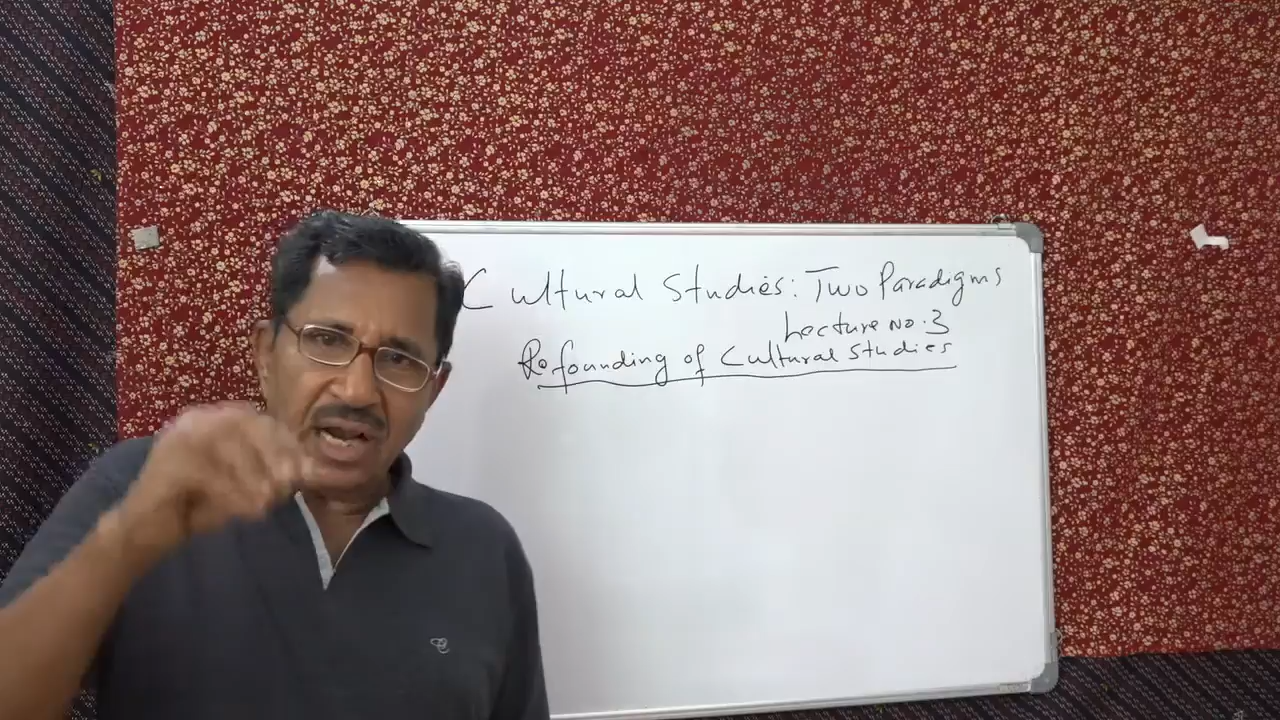 Cultural Studies: Two Paradigms
Lecture No. 3
Refounding of Cultural Studies